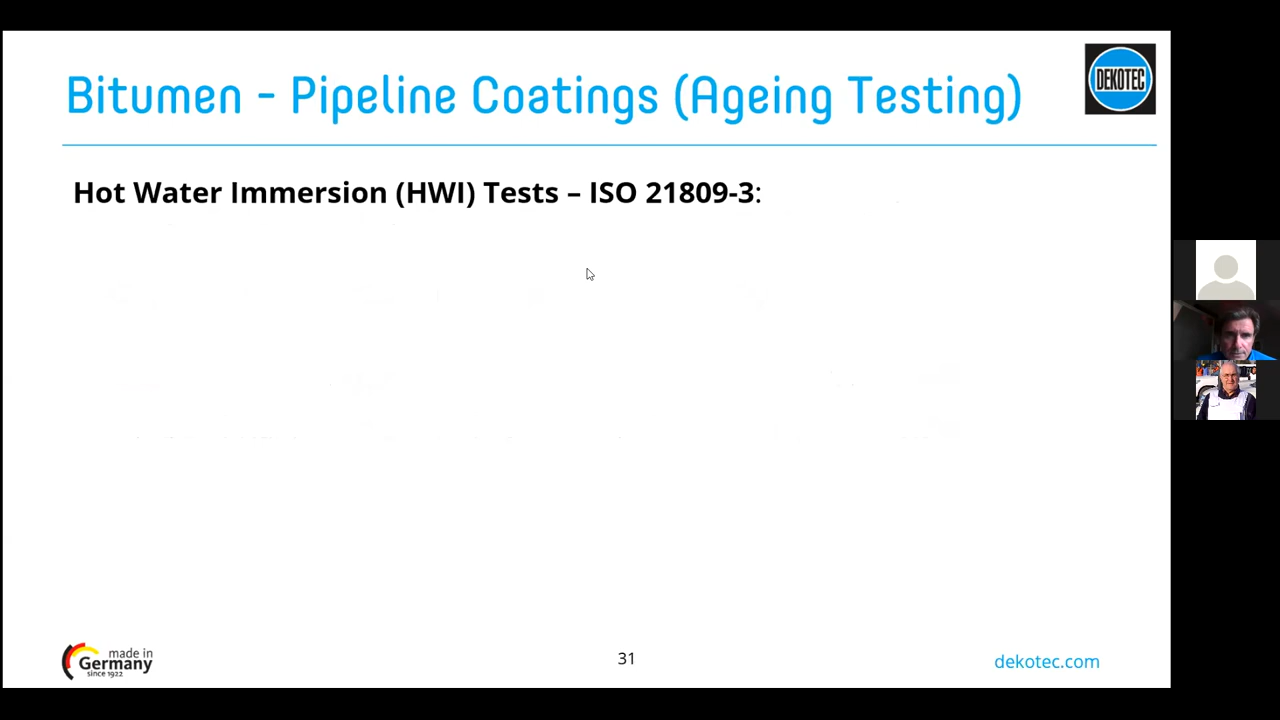 Bitumen - Pipeline Coatings (Ageing Testing)
DEKOTEC
Hot Water Immersion (HWI) Tests – ISO 21809-3:
made in
Germany
since 1922
31
dekotec.com